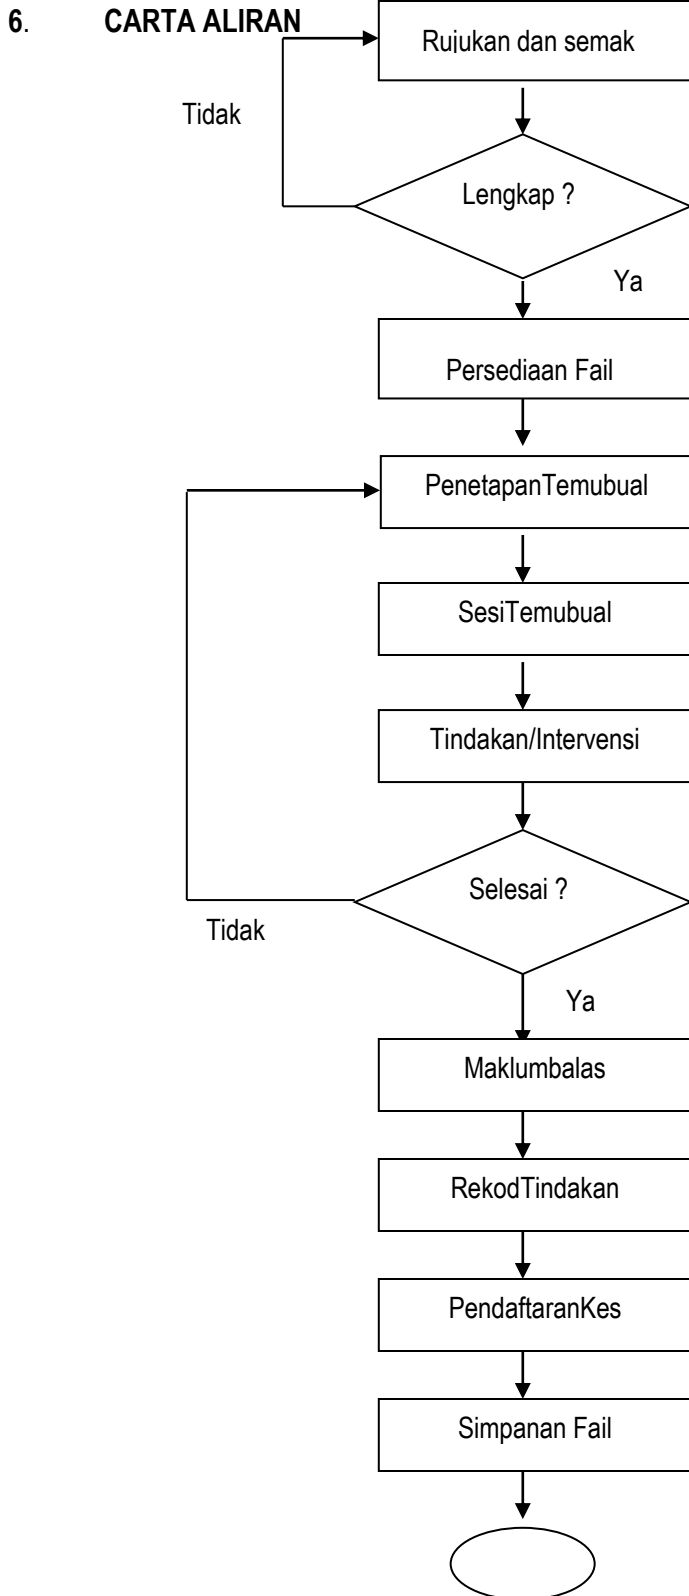 6. CARTA ALIRAN
Rujukan dan semak
Tidak
Lengkap ?
Ya
Persediaan Fail
PenetapanTemubual
SesiTemubual
Tindakan/Intervensi
Selesai ?
Tidak
Ya
Maklumbalas
RekodTindakan
PendaftaranKes
Simpanan Fail